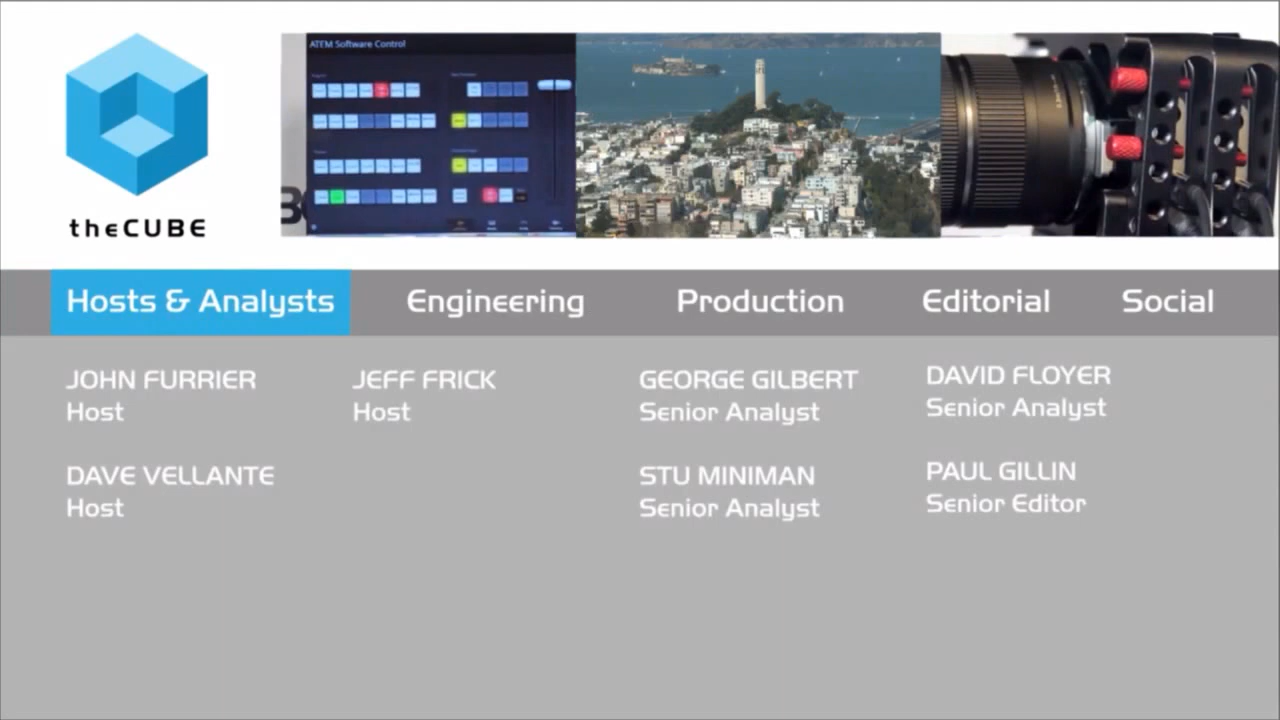 ATEM Software Control
theCUBE
Hosts & Analysts
Engineering
Production
Editorial
Social
JOHN FURRIER
Host
JEFF FRICK
Host
GEORGE GILBERT
Senior Analyst
DAVID FLOYER
Senior Analyst
DAVE VELLANTE
Host
STU MINIMAN
Senior Analyst
PAUL GILLIN
Senior Editor